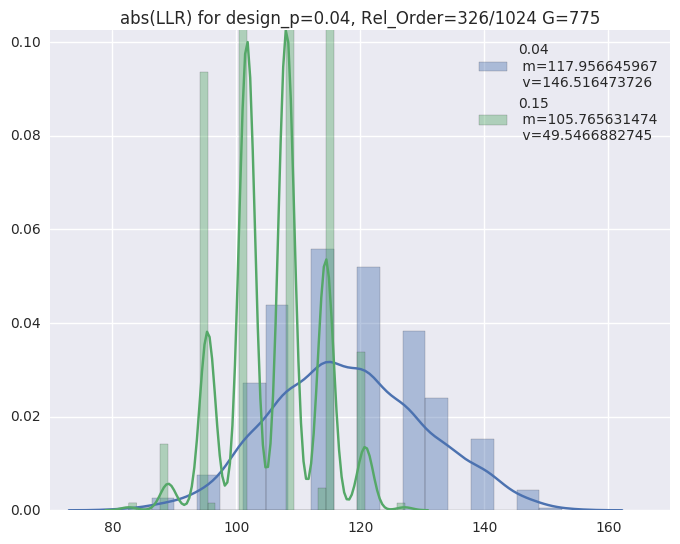 abs(LLR) for design_p=0.04, Rel_Order=326/1024 G=775
0.04
m=117.956645967
v=146.516473726
0.15
m=105.765631474
v=49.5466882745
0.10
0.08
0.06
0.04
0.02
0.00
80 100 120 140 160